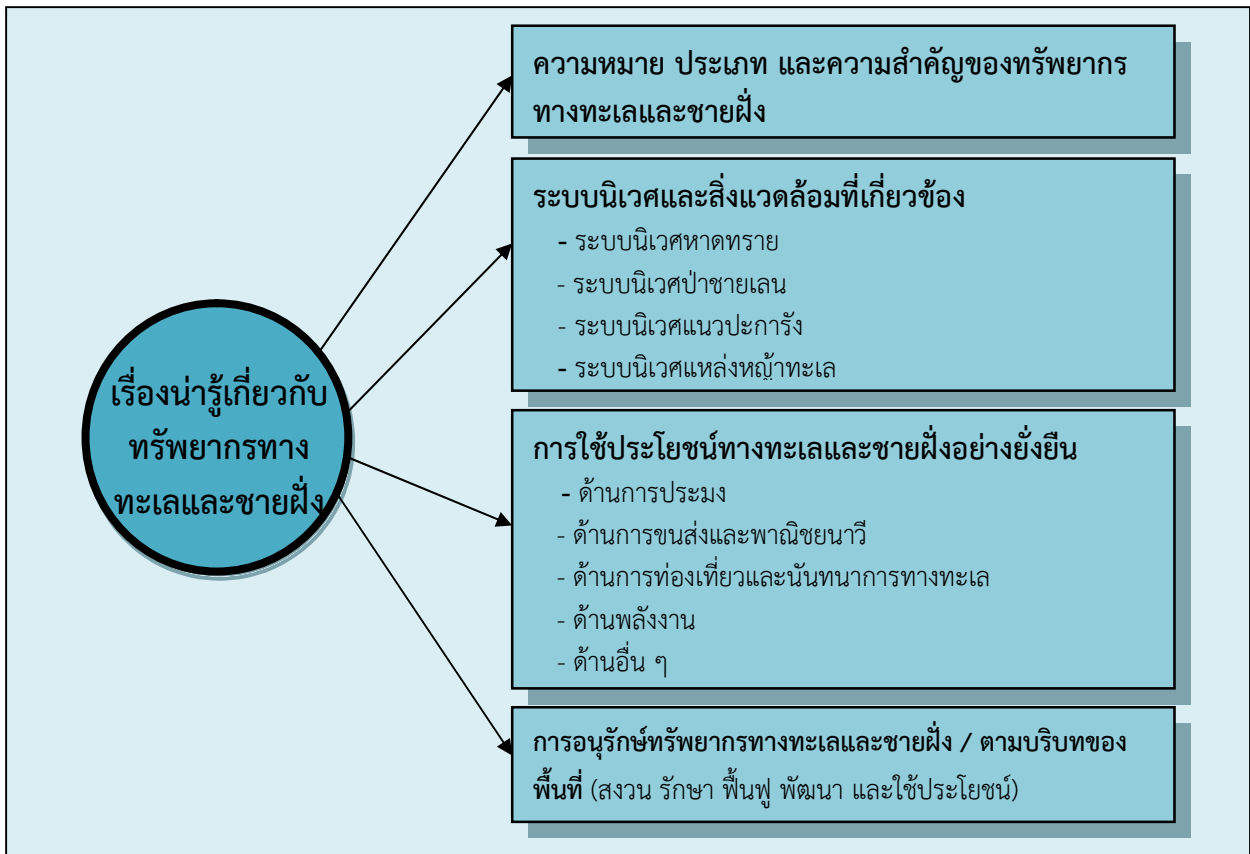 เรื่องน่ารู้เกี่ยวกับ
ทรัพยากรทาง
ทะเลและชายฝั่ง
ความหมาย ประเภท และความสำคัญของทรัพยากร
ทางทะเลและชายฝั่ง
ระบบนิเวศและสิ่งแวดล้อมที่เกี่ยวข้อง
- ระบบนิเวศหาดทราย
- ระบบนิเวศป่าชายเลน
- ระบบนิเวศแนวปะการัง
- ระบบนิเวศแหล่งหญ้าทะเล
การใช้ประโยชน์ทางทะเลและชายฝั่งอย่างยั่งยืน
- ด้านการประมง
- ด้านการขนส่งและพาณิชยนาวี
- ด้านการท่องเที่ยวและนันทนาการทางทะเล
- ด้านพลังงาน
- ด้านอื่น ๆ
การอนุรักษ์ทรัพยากรทางทะเลและชายฝั่ง / ตามบริบทของ
พื้นที่ (สงวน รักษา ฟื้นฟู พัฒนา และใช้ประโยชน์)